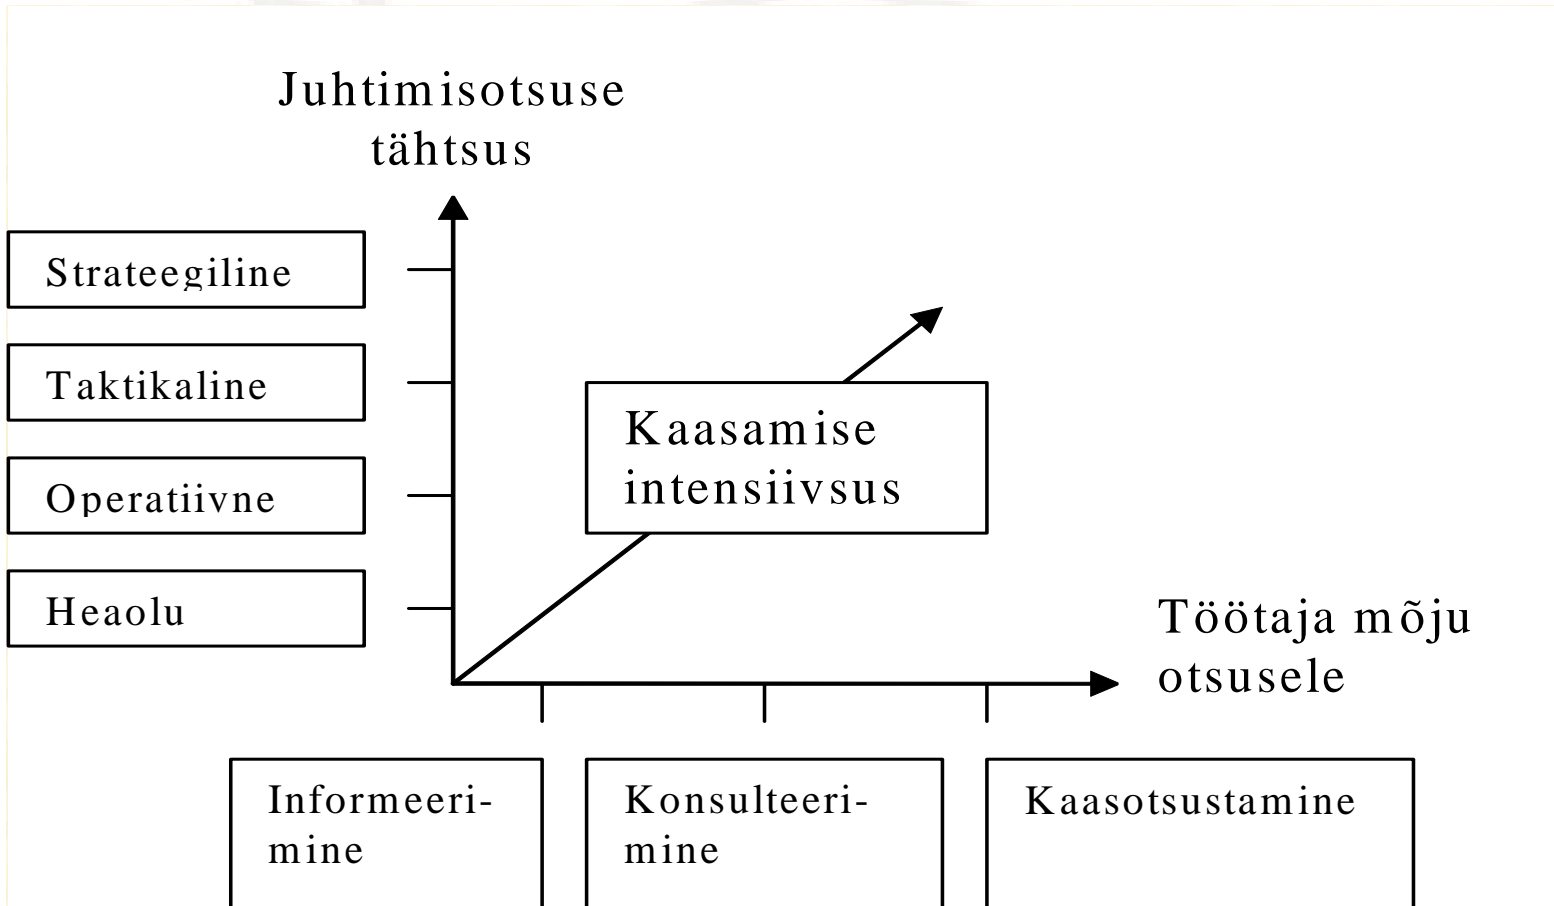 Juhtimisotsuse
tähtsus
Strateegiline
Taktikaline
Operatiivne
Heaolu
Kaasamise
intensiivsus
Töötaja mõju
otsusele
Informeeri-
mine
Konsulteeri-
mine
Kaasotsustamine